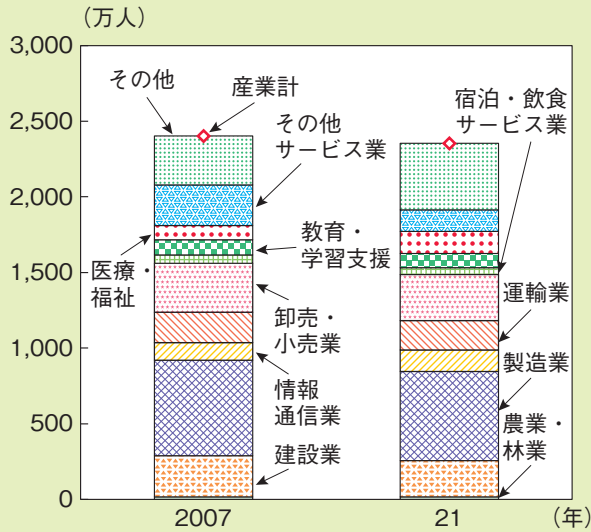 (万人)
3,000
2,500
2,000
1,500
1,000
500
0
その他
産業計
その他
サービス業
宿泊・飲食
サービス業
医療・
福祉
教育・
学習支援
卸売・
小売業
運輸業
情報
通信業
製造業
建設業
農業・
林業
2007
21
(年)